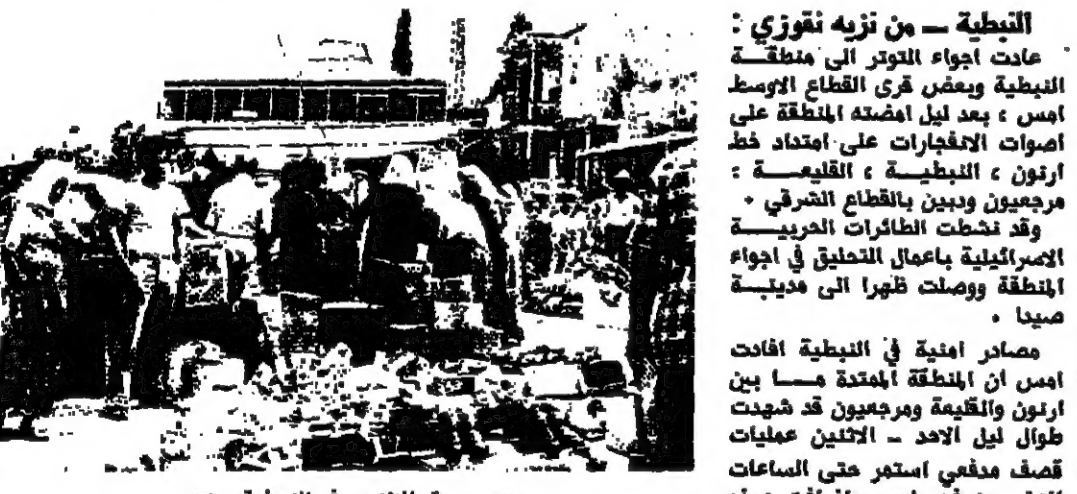 النبطية — من نزيه نقوزي :
عادت اجواء التوتر الى منطقة
النبطية وبعض قرى القطاع الاوسط
امس ، بعد ليل امضته المنطقة على
اصوات الانفجارات على امتداد خط
ارنون ، النبطية ، القليعة ،
مرجعيون ودبين بالقطاع الشرقي .
وقد نشطت الطائرات الحربية
الاسرائيلية باعمال التحليق في اجواء
المنطقة ووصلت ظهرا الى مدينة
صيدا .
مصادر امنية في النبطية افادت
امس ان المنطقة الممتدة ما بين
ارنون والقليعة ومرجعيون قد شهدت
طوال ليل الاحد – الاثنين عمليات
قصف مدفعي استمر حتى الساعات